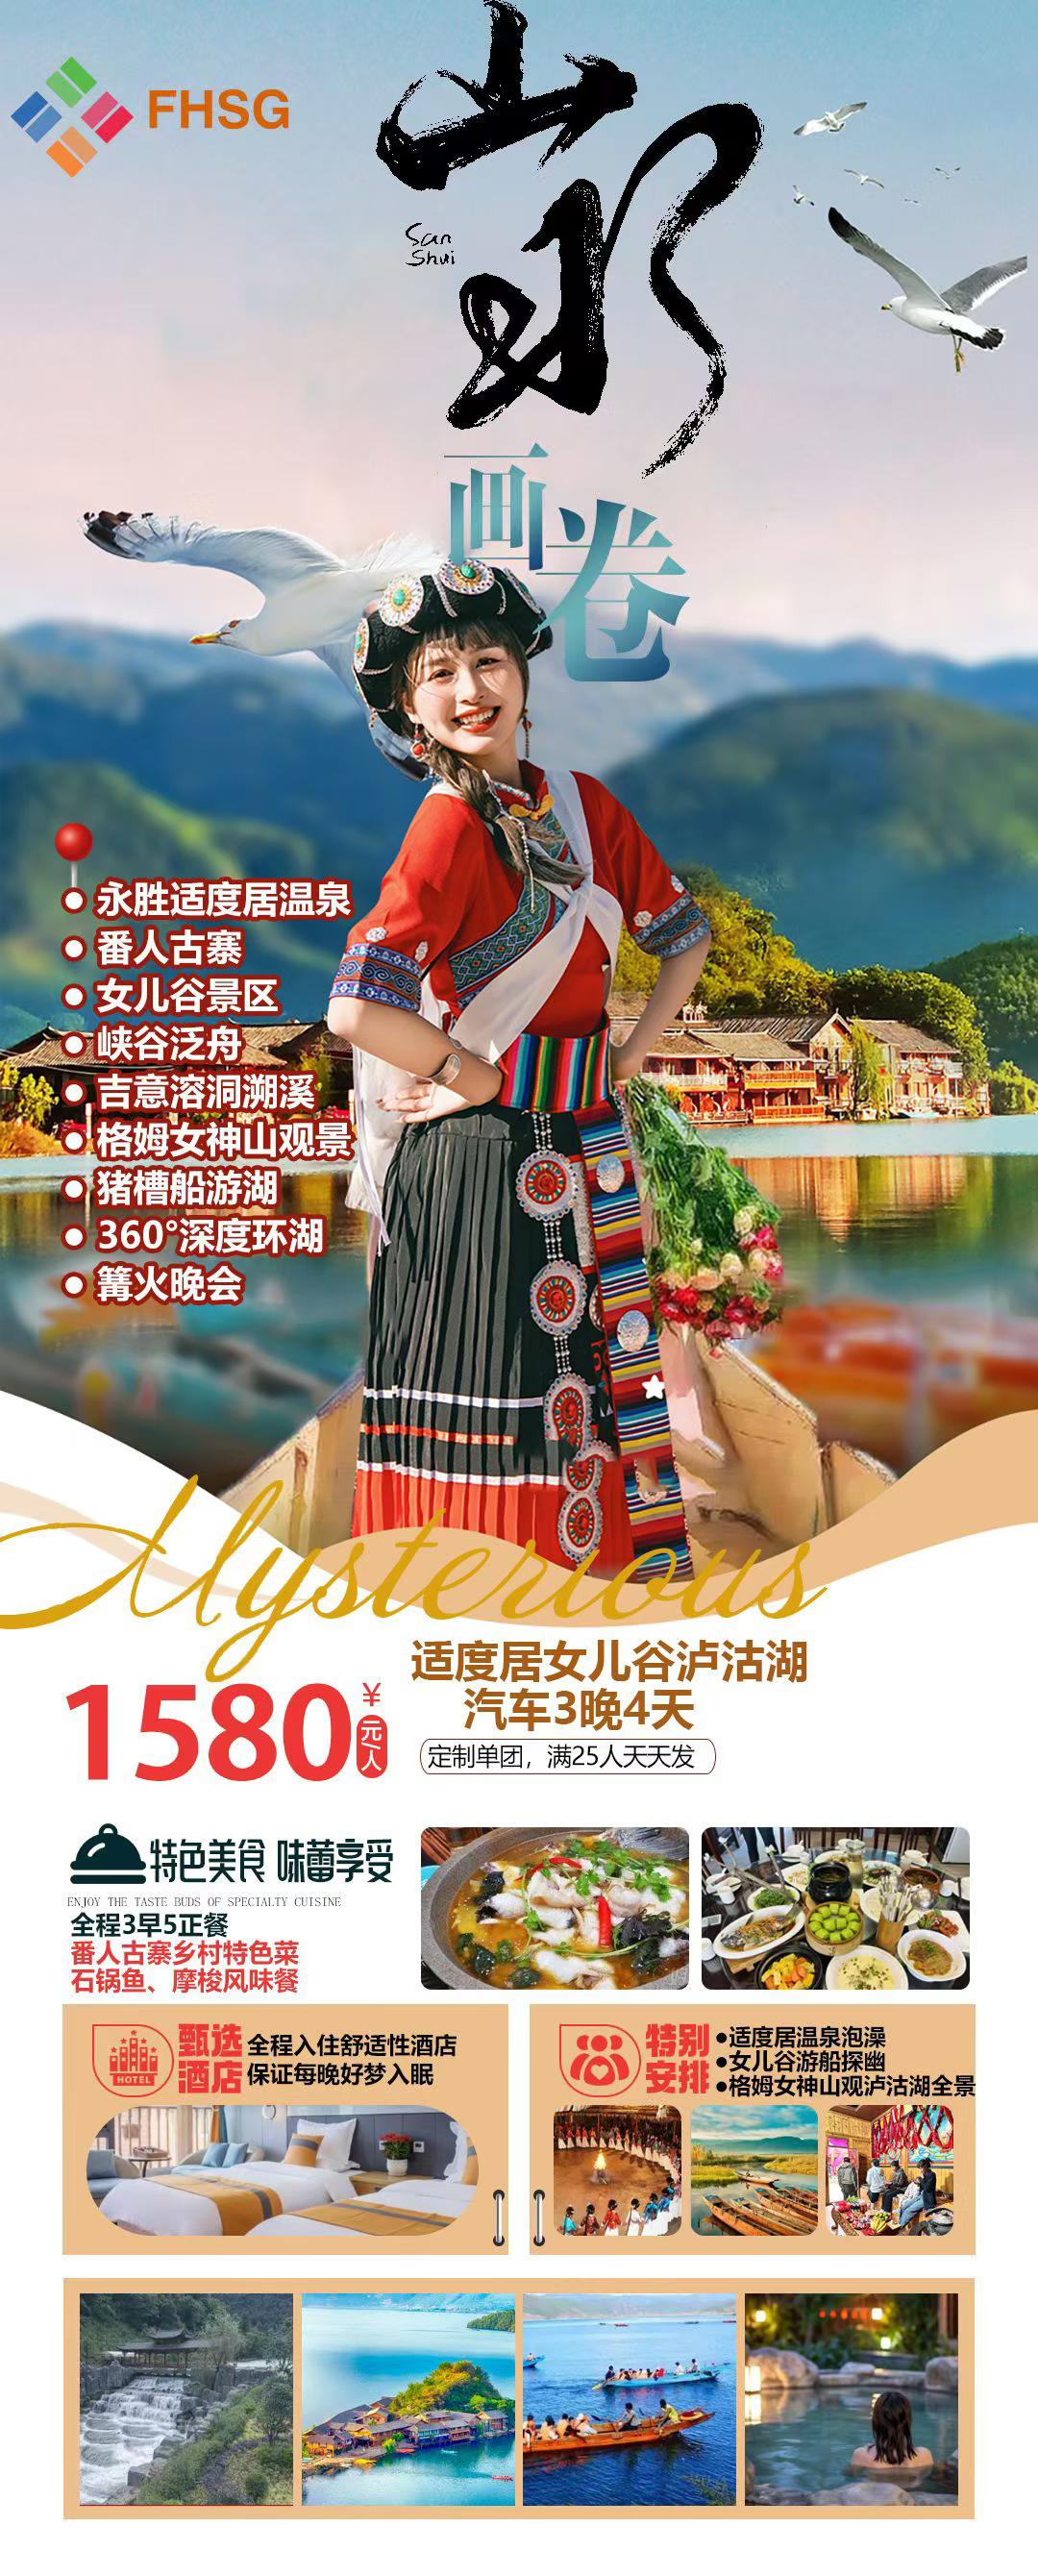 FHSG
山水
San
Shui
画卷
永胜适度居温泉
番人古寨
女儿谷景区
峡谷泛舟
吉意溶洞溯溪
格姆女神山观景
猪槽船游湖
360°深度环湖
篝火晚会
Mysterious
1580¥元/人
适度居女儿谷泸沽湖
汽车3晚4天
定制单团，满25人天天发
特色美食 味蕾享受
ENJOY THE TASTE BUDS OF SPECIALTY CUISINE
全程3早5正餐
番人古寨乡村特色菜
石锅鱼、摩梭风味餐
HOTEL
甄选
酒店
全程入住舒适性酒店
保证每晚好梦入眠
特别
安排
●适度居温泉泡澡
●女儿谷游船探幽
●格姆女神山观泸沽湖全景